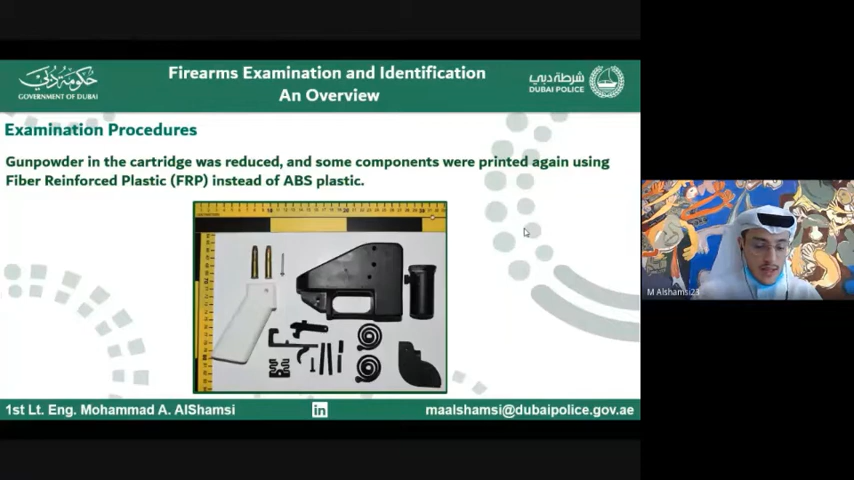 حكومة دبي
GOVERNMENT OF DUBAI
Firearms Examination and Identification
An Overview
شرطة دبي
DUBAI POLICE
Examination Procedures
Gunpowder in the cartridge was reduced, and some components were printed again using
Fiber Reinforced Plastic (FRP) instead of ABS plastic.
M Alshamsi23
1st Lt. Eng. Mohammad A. AlShamsi
in
maalshamsi@dubaipolice.gov.ae